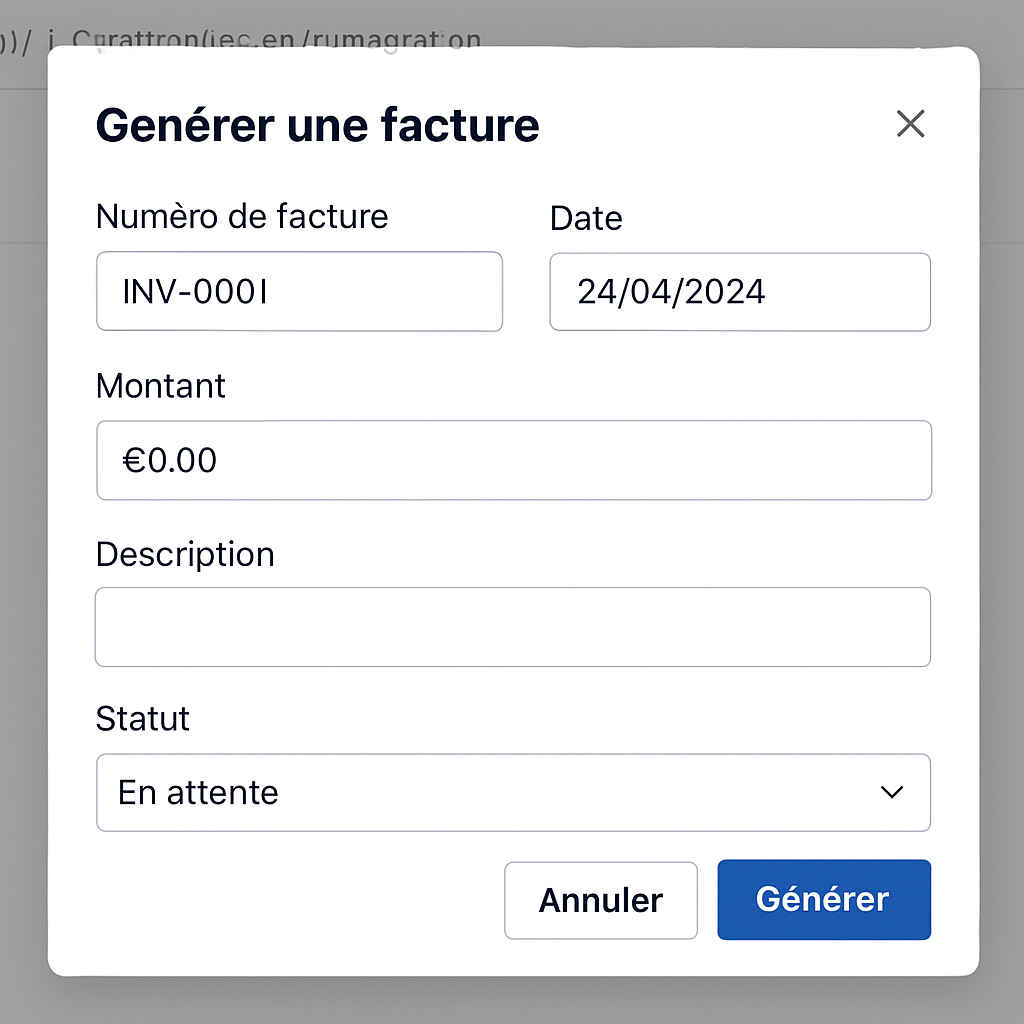 Genérer une facture
Numèro de facture
Date
INV-0001
24/04/2024
Montant
€0.00
Description
Statut
En attente
Annuler
Générer